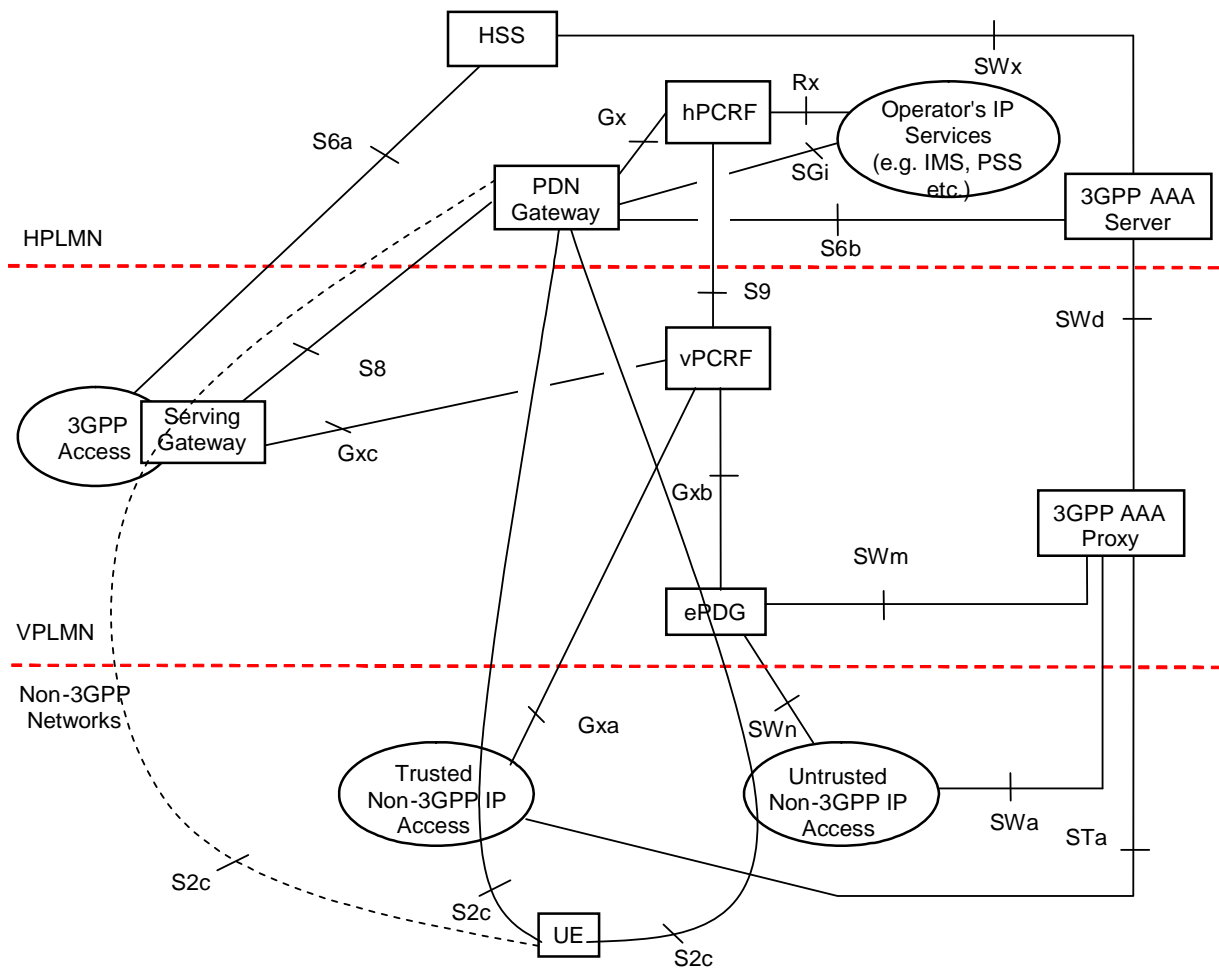 HSS
SWx
Rx
hPCRF
Gx
Operator's IP
Services
(e.g. IMS, PSS
etc.)
S6a
SGi
PDN
Gateway
3GPP AAA
Server
HPLMN
S6b
S9
SWd
vPCRF
S8
3GPP
Access
Serving
Gateway
Gxc
Gxb
3GPP AAA
Proxy
SWm
ePDG
VPLMN
Non-3GPP
Networks
Gxa
SWn
Trusted
Non-3GPP IP
Access
Untrusted
Non-3GPP IP
Access
SWa
STa
S2c
S2c
UE
S2c